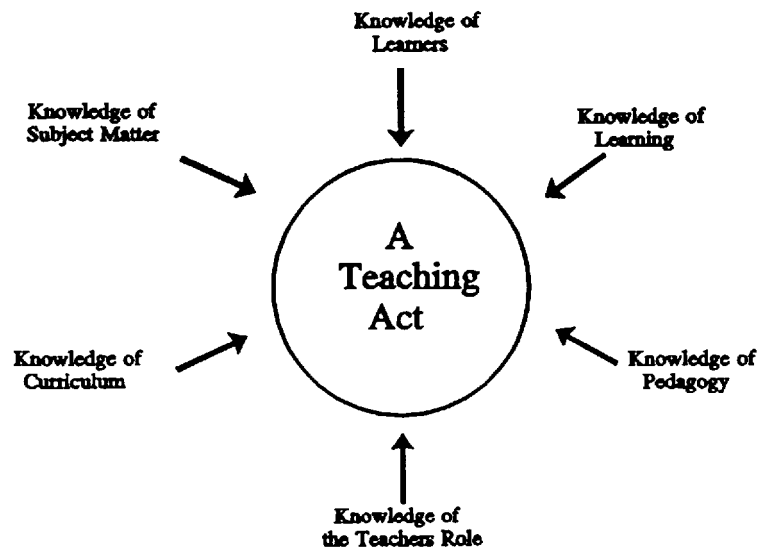 Knowledge of
Learners
Knowledge of
Subject Matter
Knowledge of
Learning
A
Teaching
Act
Knowledge of
Curriculum
Knowledge of
Pedagogy
Knowledge of
the Teachers Role